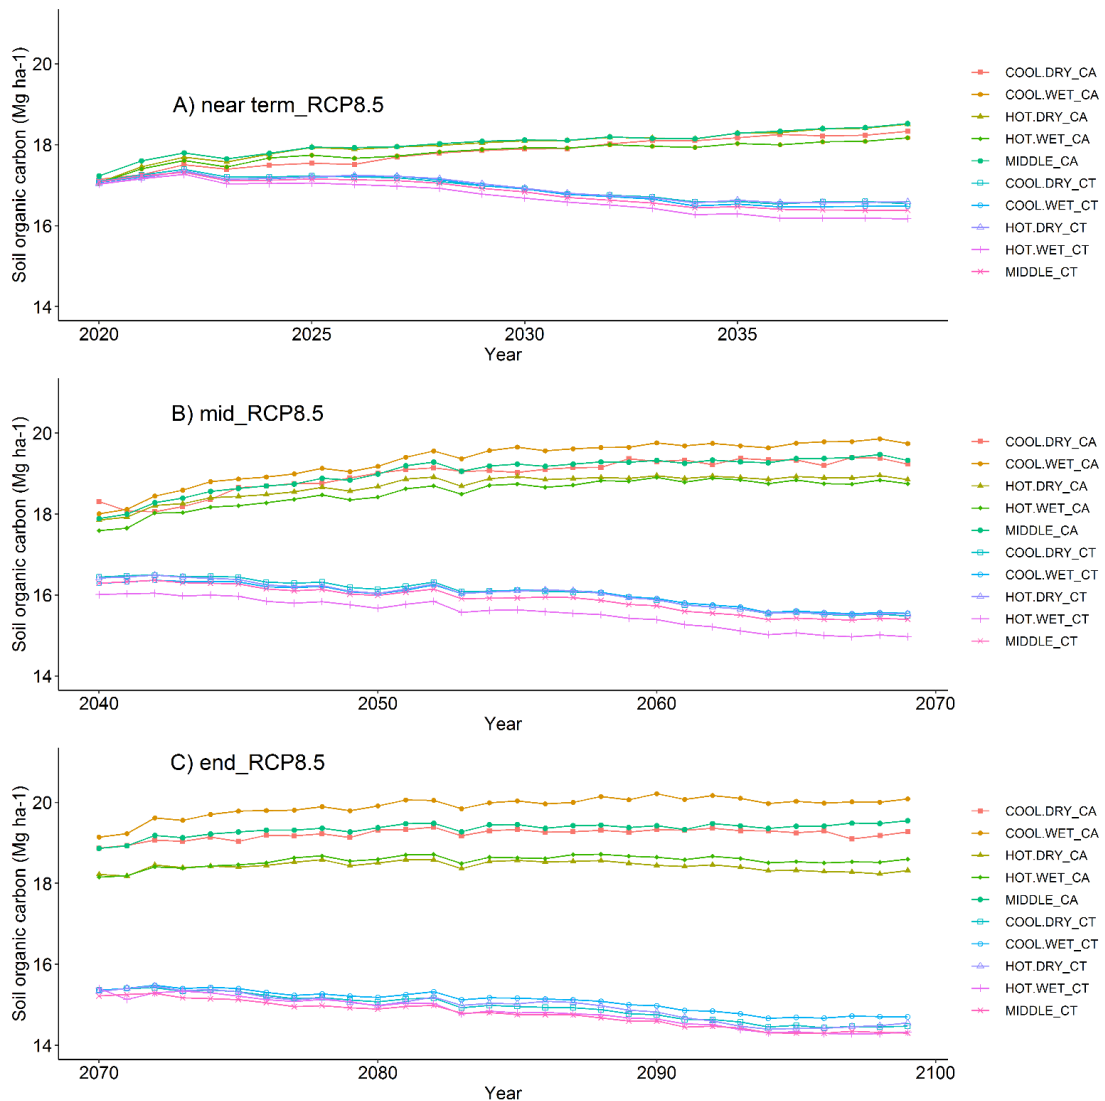 A) near term_RCP8.5
Soil organic carbon (Mg ha-1)
20
18
16
14
2020
2025
2030
2035
Year
COOL.DRY_CA
COOL.WET_CA
HOT.DRY_CA
HOT.WET_CA
MIDDLE_CA
COOL.DRY_CT
COOL.WET_CT
HOT.DRY_CT
HOT.WET_CT
MIDDLE_CT
B) mid_RCP8.5
Soil organic carbon (Mg ha-1)
20
18
16
14
2040
2050
2060
2070
Year
COOL.DRY_CA
COOL.WET_CA
HOT.DRY_CA
HOT.WET_CA
MIDDLE_CA
COOL.DRY_CT
COOL.WET_CT
HOT.DRY_CT
HOT.WET_CT
MIDDLE_CT
C) end_RCP8.5
Soil organic carbon (Mg ha-1)
20
18
16
14
2070
2080
2090
2100
Year
COOL.DRY_CA
COOL.WET_CA
HOT.DRY_CA
HOT.WET_CA
MIDDLE_CA
COOL.DRY_CT
COOL.WET_CT
HOT.DRY_CT
HOT.WET_CT
MIDDLE_CT